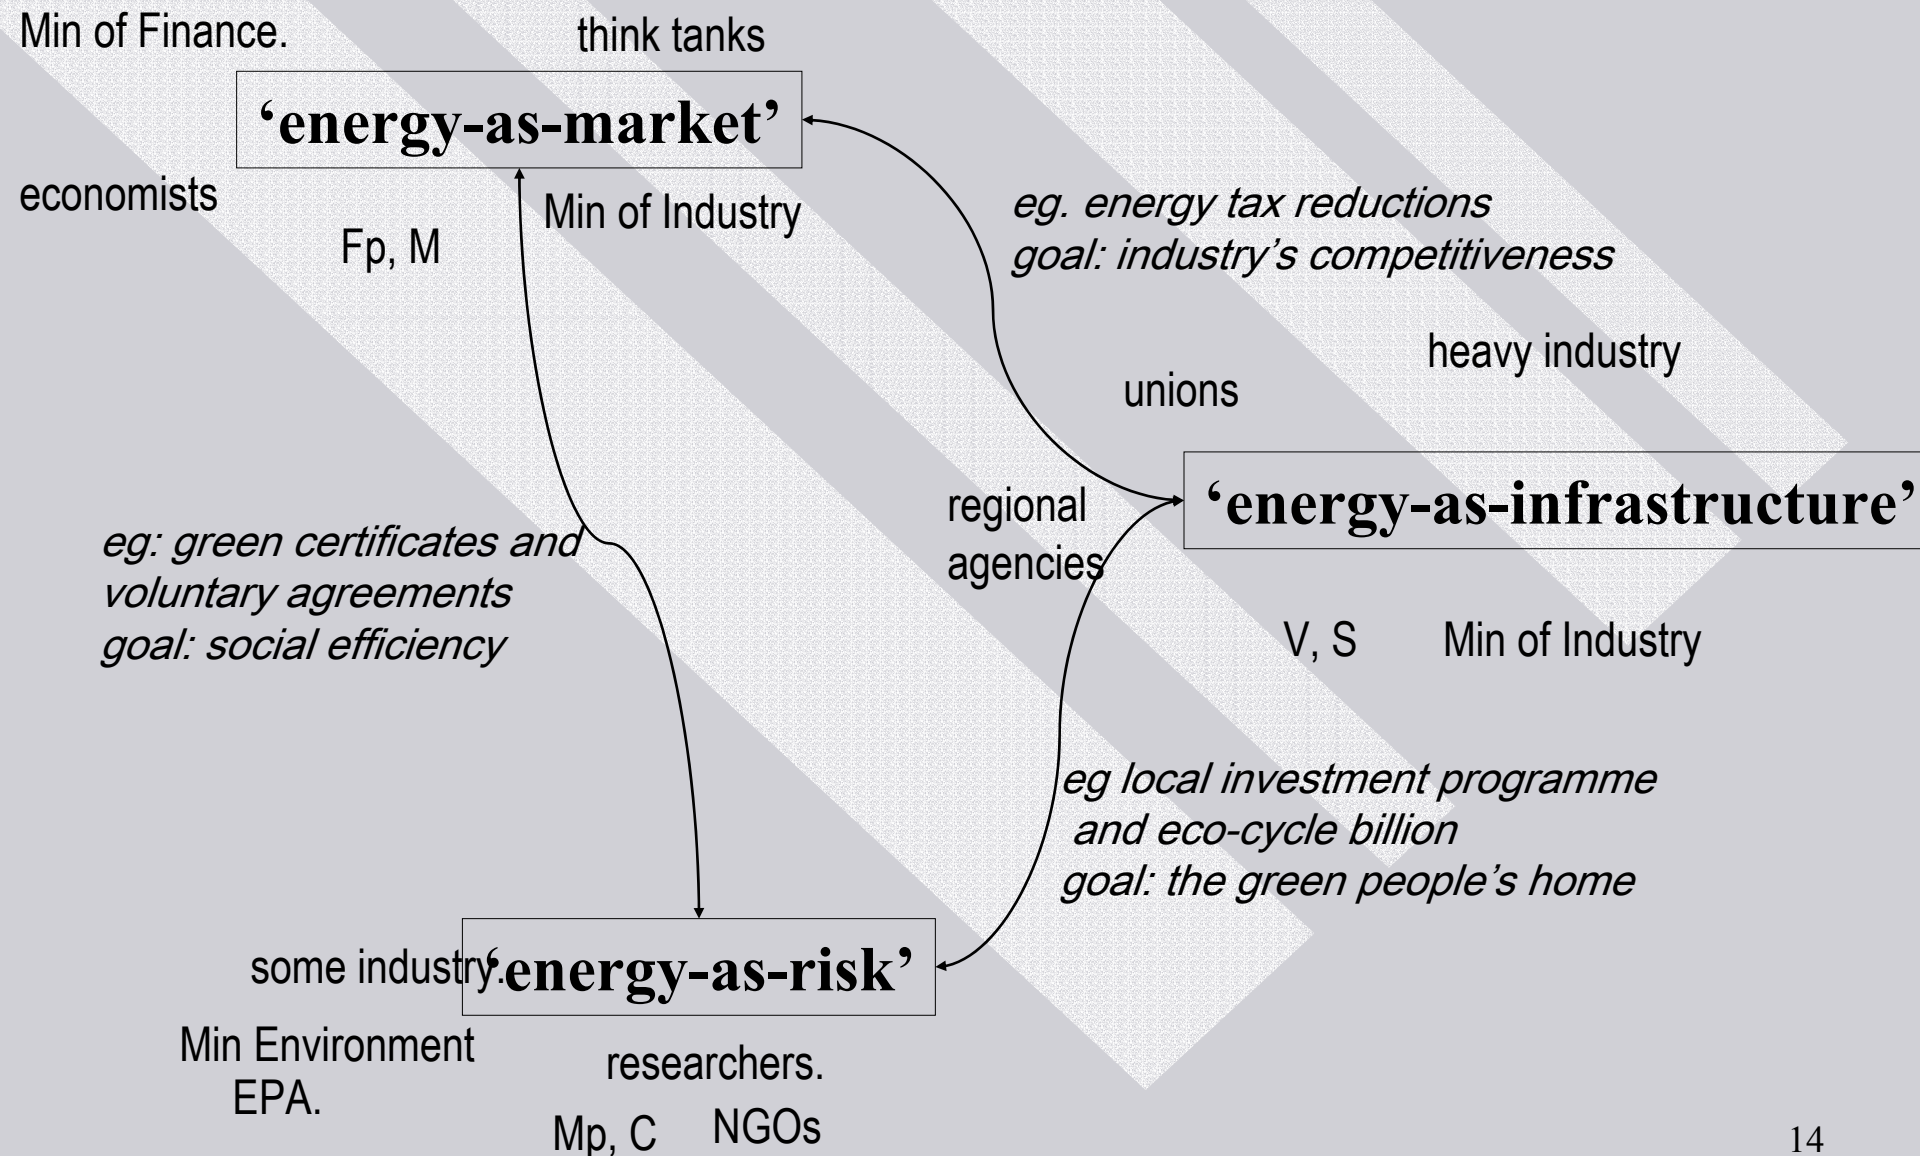 Min of Finance.
think tanks
‘energy-as-market’
economists
Min of Industry
Fp, M
eg. energy tax reductions
goal: industry’s competitiveness
heavy industry
unions
regional
agencies
‘energy-as-infrastructure’
eg: green certificates and
voluntary agreements
goal: social efficiency
V, S
Min of Industry
eg local investment programme
and eco-cycle billion
goal: the green people’s home
some industry.
‘energy-as-risk’
Min Environment
EPA.
researchers.
Mp, C
NGOs
14